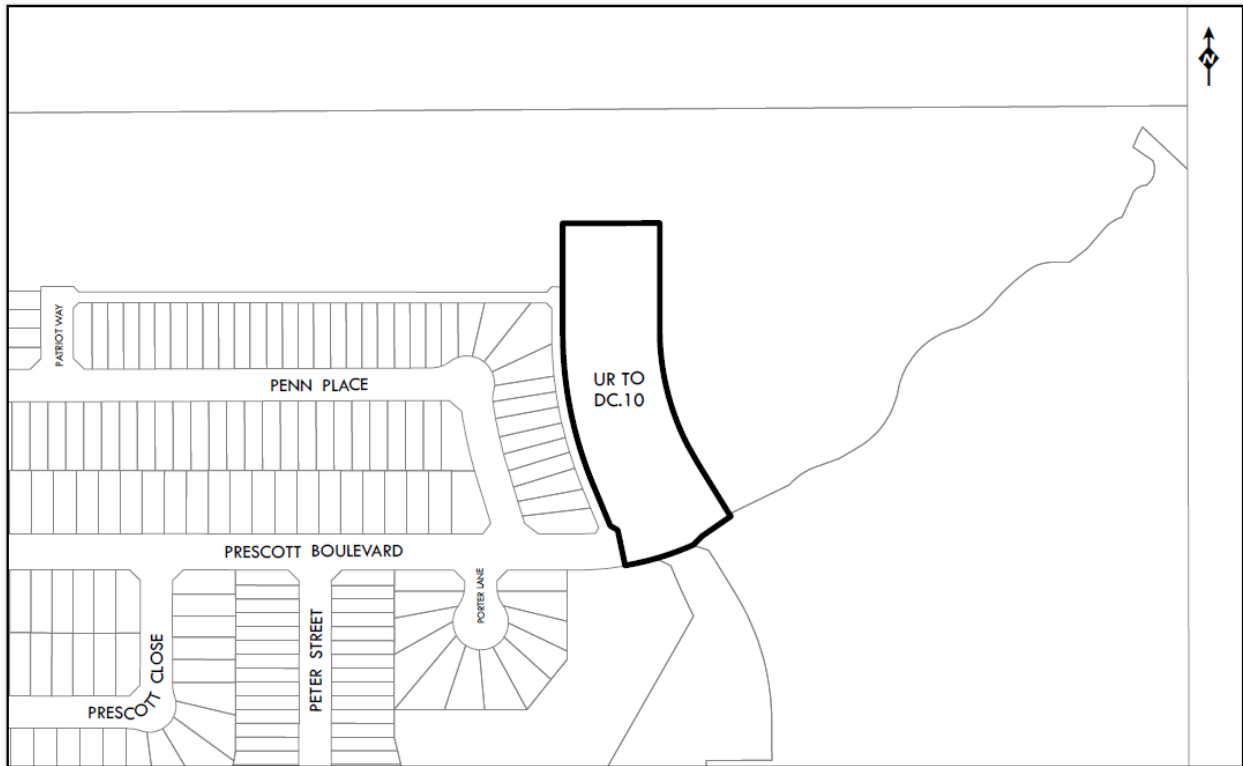 N
PATRIOT WAY
PENN PLACE
UR TO
DC.10
PRESCOTT BOULEVARD
PORTER LANE
PETER STREET
PRESCOTT CLOSE